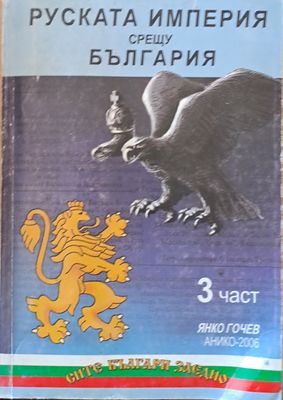 РУСКАТА ИМПЕРИЯ
СРЕЩУ
БЪЛГАРИЯ
3 част
ЯНКО ГОЧЕВ
АНИКО-2006
СИТЕ БЪЛГАРИ ЗАЕДНО